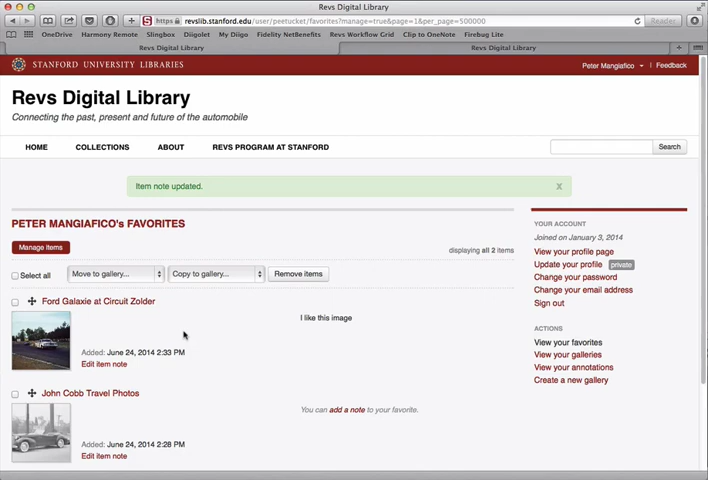 Revs Digital Library
https revslib.stanford.edu/user/peetucket/favorites?manage=true&page=1&per_page=500000
Reader
OneDrive Harmony Remote Slingbox Diigolet My Diigo Fidelity NetBenefits Revs Workflow Grid Clip to OneNote Firebug Lite
Revs Digital Library Revs Digital Library
STANFORD UNIVERSITY LIBRARIES
Peter Mangiafico | Feedback
Revs Digital Library
Connecting the past, present and future of the automobile
HOME COLLECTIONS ABOUT REVS PROGRAM AT STANFORD Search
Item note updated. x
PETER MANGIAFICO's FAVORITES
Manage Items
displaying all 2 items
Select all Move to gallery... Copy to gallery... Remove items
Ford Galaxie at Circuit Zolder
I like this image
Added: June 24, 2014 2:33 PM
Edit item note
John Cobb Travel Photos
You can add a note to your favorite.
Added: June 24, 2014 2:28 PM
Edit item note
YOUR ACCOUNT
Joined on January 3, 2014
View your profile page
Update your profile private
Change your password
Change your email address
Sign out
ACTIONS
View your favorites
View your galleries
View your annotations
Create a new gallery